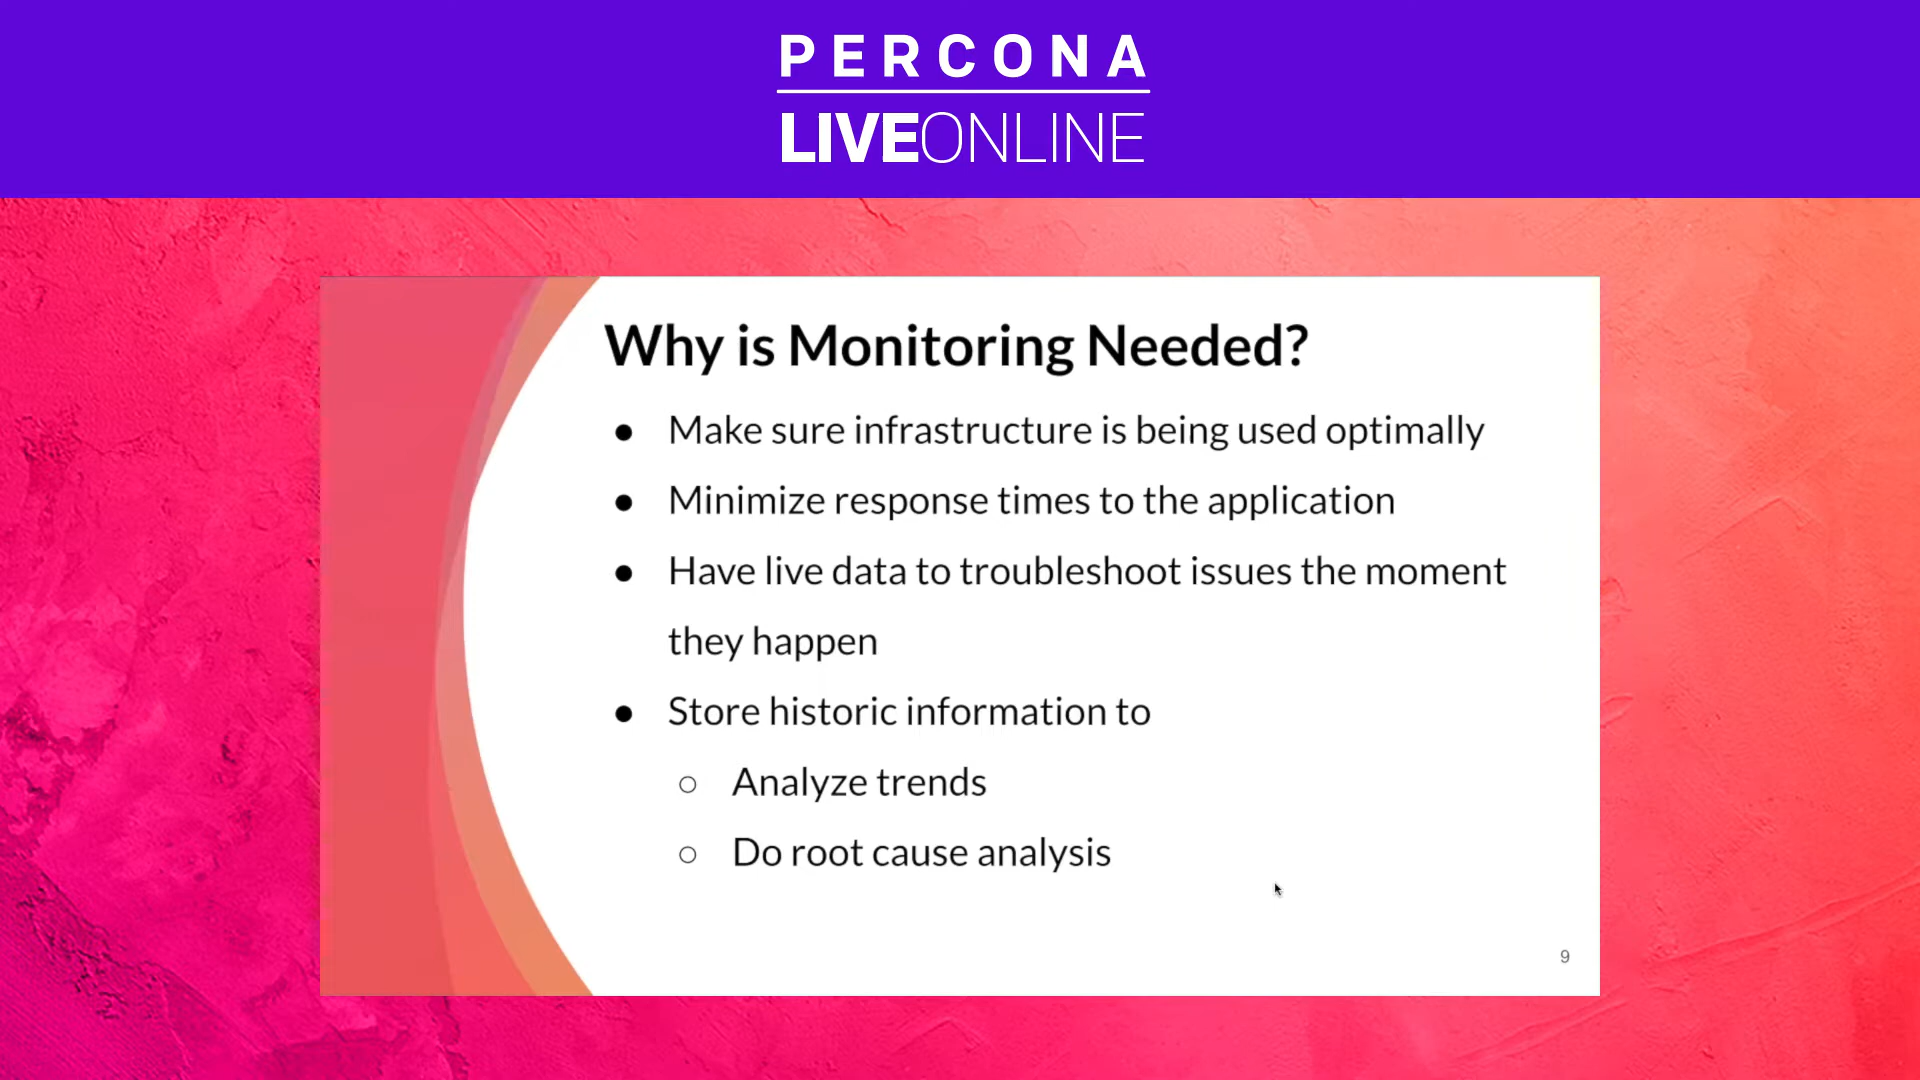 PERCONA
LIVEONLINE
Why is Monitoring Needed?
● Make sure infrastructure is being used optimally
● Minimize response times to the application
● Have live data to troubleshoot issues the moment
they happen
● Store historic information to
○ Analyze trends
○ Do root cause analysis
9